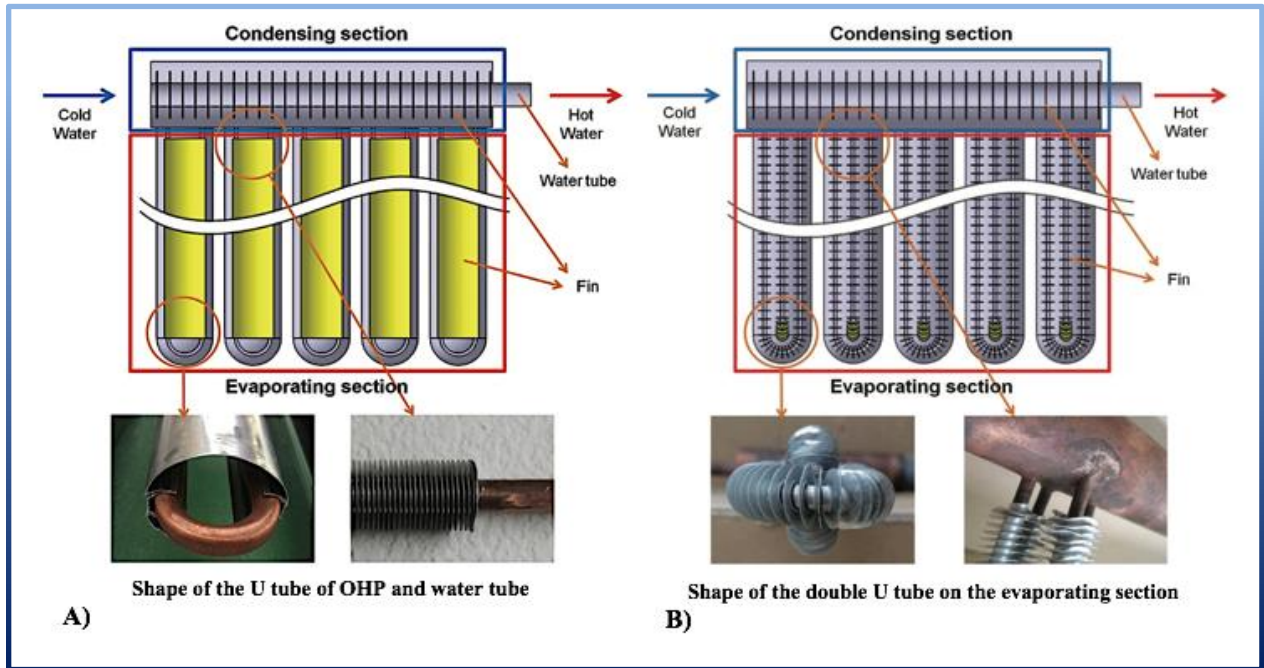 Condensing section
Cold
Water
Hot
Water
Water tube
Fin
Evaporating section
Shape of the U tube of OHP and water tube
A)
Condensing section
Cold
Water
Hot
Water
Water tube
Fin
Evaporating section
Shape of the double U tube on the evaporating section
B)